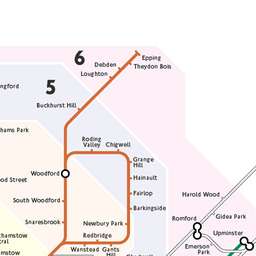 6
Epping
Debden
Theydon Bois
Loughton
5
ngford
Buckhurst Hill
hams Park
Roding
Valley
Chigwell
Grange
Hill
Woodford
Hainault
od Street
Fairlop
South Woodford
Barkingside
Harold Wood
Snaresbrook
Newbury Park
Gidea Park
Romford
Redbridge
Upminster
hamstow
tral
Wanstead
Gants
Hill
Emerson
Park
mstow